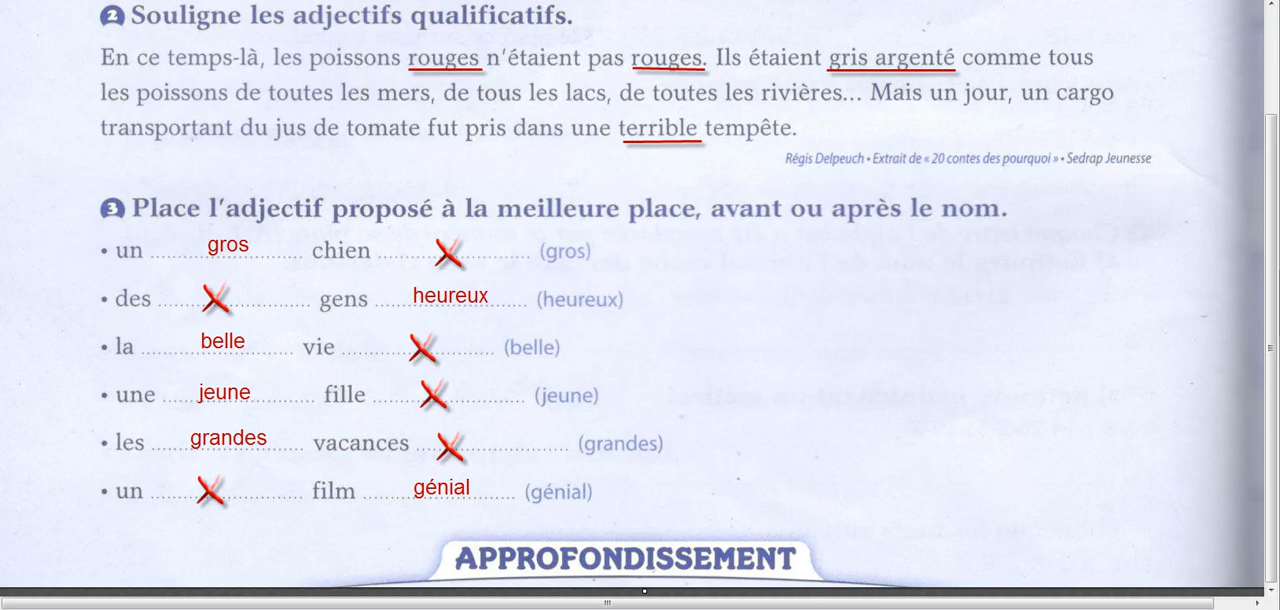 2 Souligne les adjectifs qualificatifs.
En ce temps-là, les poissons rouges n'étaient pas rouges. Ils étaient gris argenté comme tous
les poissons de toutes les mers, de tous les lacs, de toutes les rivières... Mais un jour, un cargo
transportant du jus de tomate fut pris dans une terrible tempête.
Régis Delpeuch • Extrait de « 20 contes des pourquoi » • Sedrap Jeunesse
3 Place l'adjectif proposé à la meilleure place, avant ou après le nom.
• un gros chien X (gros)
• des X gens heureux (heureux)
• la belle vie X (belle)
• une jeune fille X (jeune)
• les grandes vacances X (grandes)
• un X film génial (génial)
APPROFONDISSEMENT